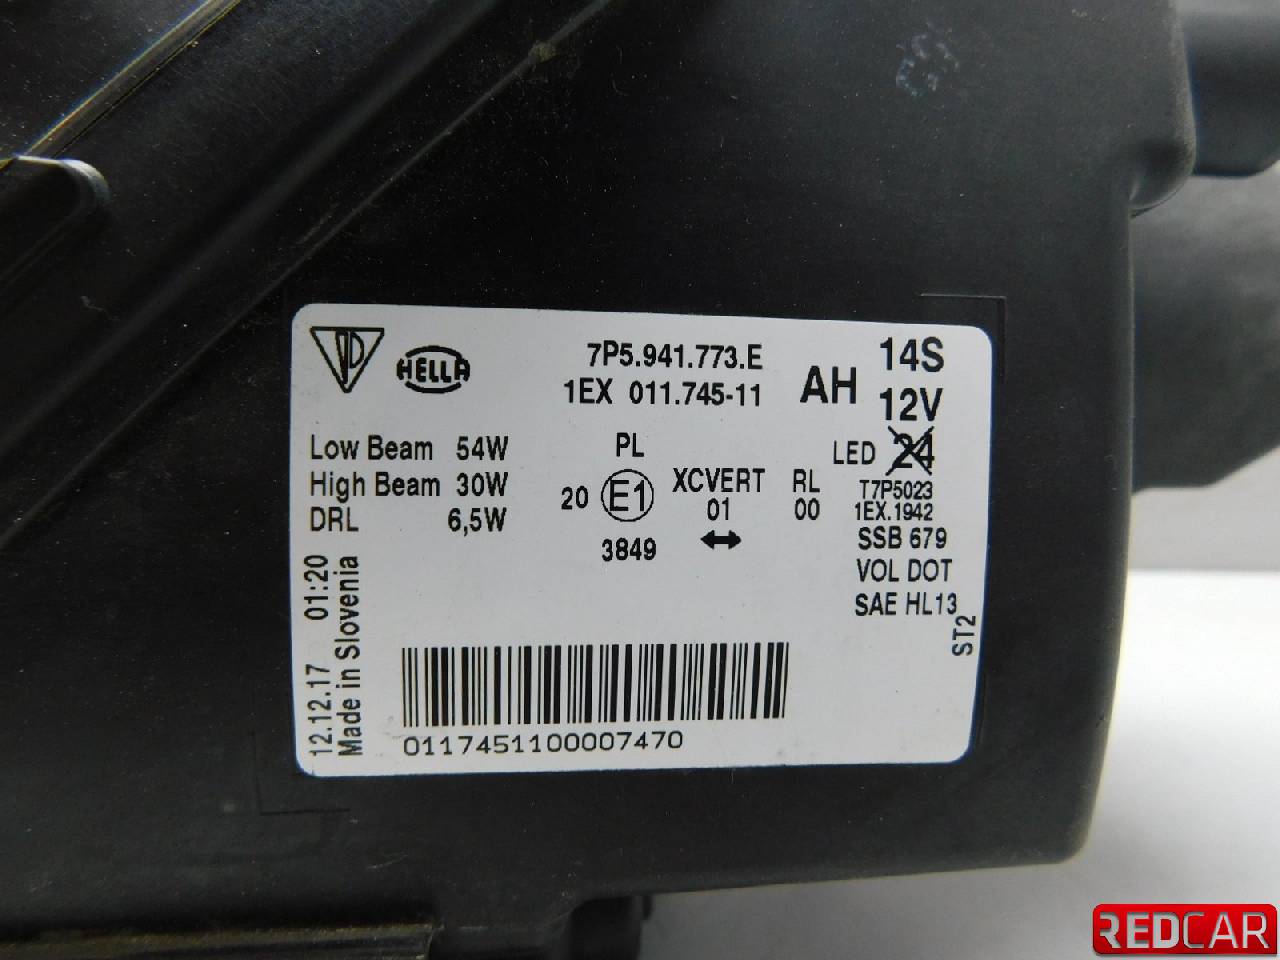 HELLA
7P5.941.773.E
1EX 011.745-11
AH
14S
12V
LED 24
Low Beam 54W
High Beam 30W
DRL 6,5W
PL
20 E1
3849
XCVERT
01
RL
00
T7P5023
1EX.1942
SSB 679
VOL DOT
SAE HL13
ST2
12.12.17 01:20
Made in Slovenia
0117451100007470
REDCAR